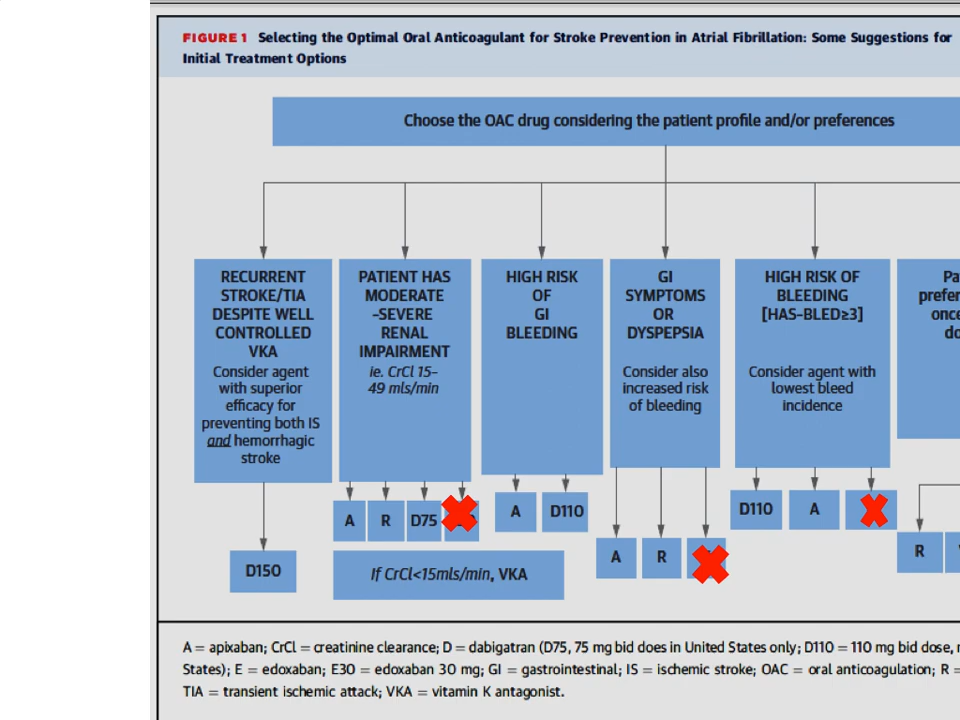 FIGURE 1 Selecting the Optimal Oral Anticoagulant for Stroke Prevention in Atrial Fibrillation: Some Suggestions for
Initial Treatment Options
Choose the OAC drug considering the patient profile and/or preferences
RECURRENT
STROKE/TIA
DESPITE WELL
CONTROLLED
VKA
Consider agent
with superior
efficacy for
preventing both IS
and hemorrhagic
stroke
PATIENT HAS
MODERATE
-SEVERE
RENAL
IMPAIRMENT
ie. CrCl 15–
49 mls/min
HIGH RISK
OF
GI
BLEEDING
GI
SYMPTOMS
OR
DYSPEPSIA
Consider also
increased risk
of bleeding
HIGH RISK OF
BLEEDING
[HAS-BLED≥3]
Consider agent with
lowest bleed
incidence
Pa
prefer
once
do
D150
A
R
D75
If CrCl<15mls/min, VKA
A
D110
A
R
D110
A
R
A = apixaban; CrCl = creatinine clearance; D = dabigatran (D75, 75 mg bid does in United States only; D110 = 110 mg bid dose,
States); E = edoxaban; E30 = edoxaban 30 mg; GI = gastrointestinal; IS = ischemic stroke; OAC = oral anticoagulation; R =
TIA = transient ischemic attack; VKA = vitamin K antagonist.